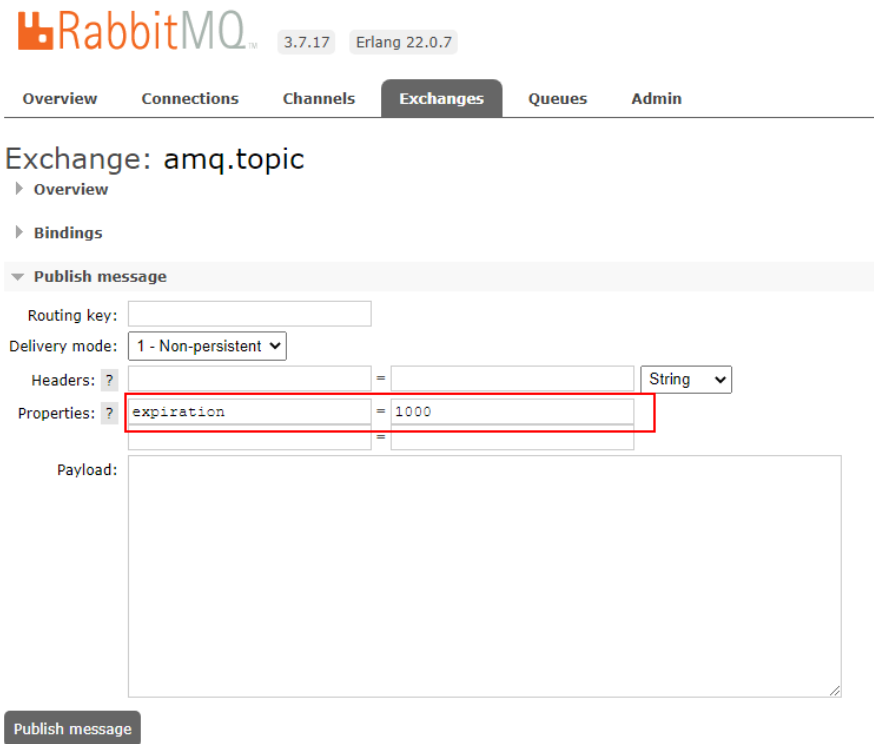 RabbitMQ™ 3.7.17 Erlang 22.0.7
Overview Connections Channels Exchanges Queues Admin
Exchange: amq.topic
Overview
Bindings
Publish message
Routing key:
Delivery mode: 1 - Non-persistent
Headers: ? = String
Properties: ? expiration = 1000
=
Payload:
Publish message